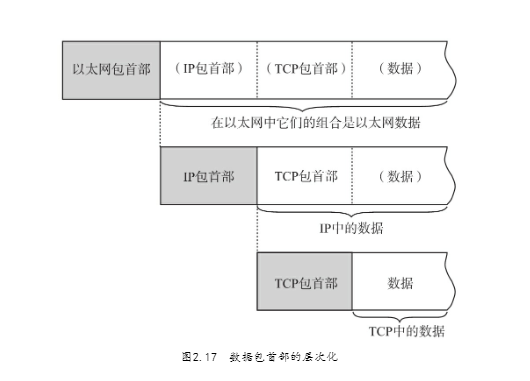 以太网包首部 （IP包首部） （TCP包首部） （数据）
在以太网中它们的组合是以太网数据
IP包首部 TCP包首部 （数据）
IP中的数据
TCP包首部 数据
TCP中的数据
图2.17 数据包首部的层次化